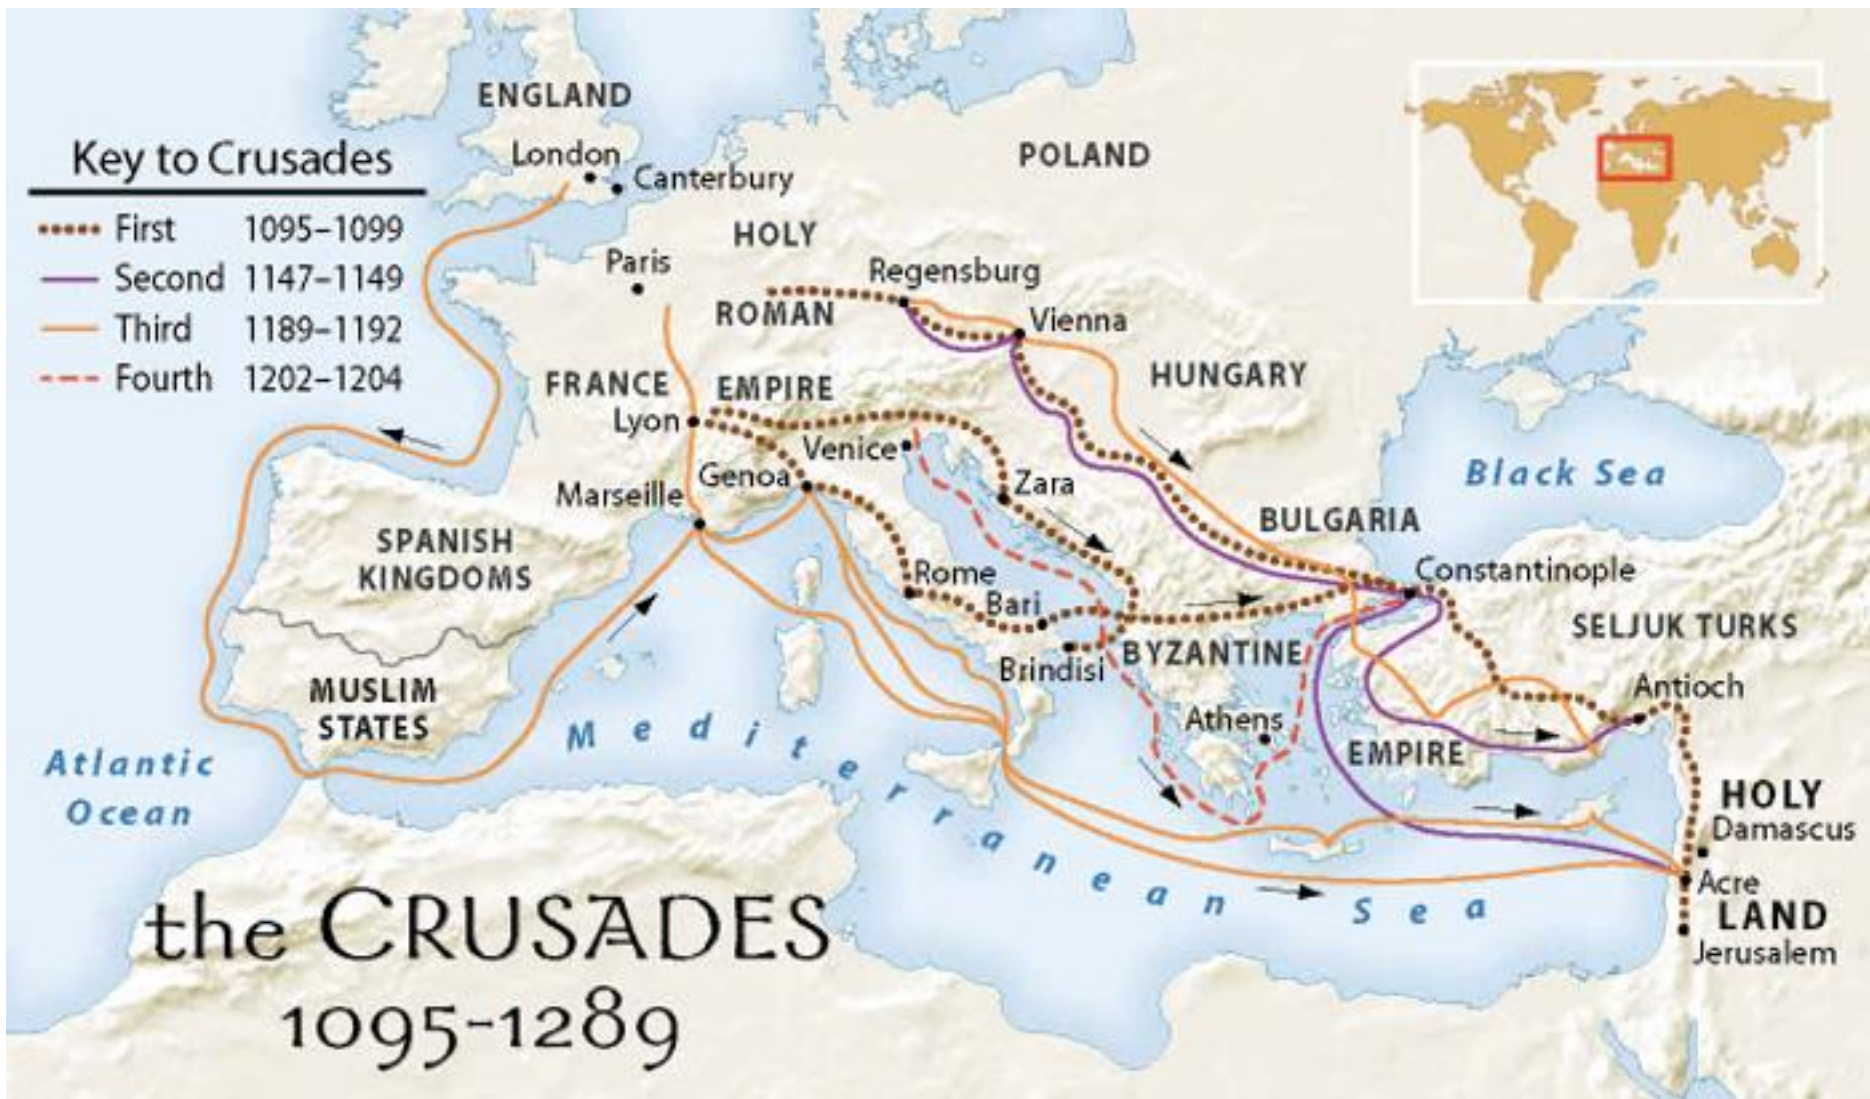 ENGLAND
London
Canterbury
POLAND
Key to Crusades
First 1095–1099
Second 1147–1149
Third 1189–1192
Fourth 1202–1204
HOLY
ROMAN
EMPIRE
Paris
Regensburg
Vienna
HUNGARY
FRANCE
Lyon
Venice
Genoa
Zara
Marseille
Black Sea
BULGARIA
SPANISH
KINGDOMS
Rome
Bari
Brindisi
Constantinople
SELJUK TURKS
BYZANTINE
EMPIRE
MUSLIM
STATES
Athens
Antioch
Atlantic
Ocean
Mediterranean Sea
HOLY
LAND
Damascus
Acre
Jerusalem
the CRUSADES
1095-1289